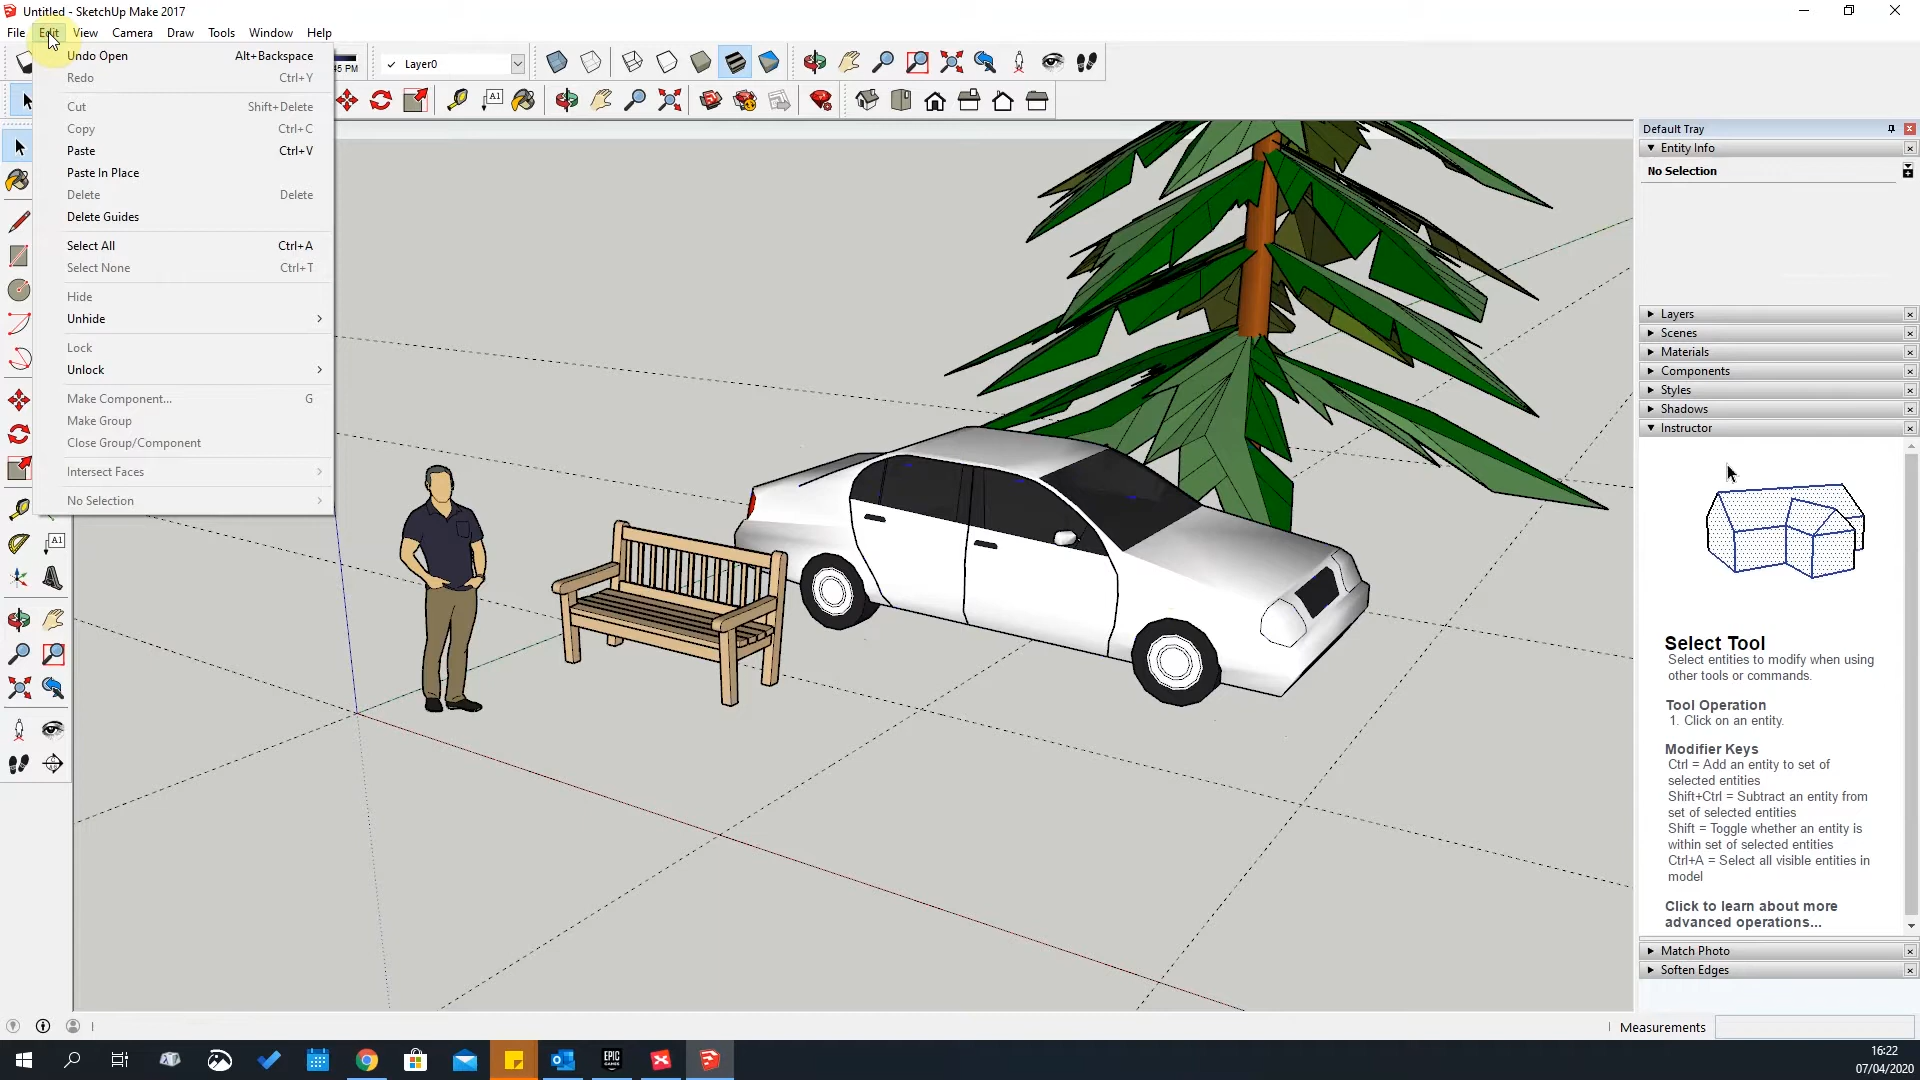 Untitled - SketchUp Make 2017
File Edit View Camera Draw Tools Window Help
Undo Open Alt+Backspace
Redo Ctrl+Y
Cut Shift+Delete
Copy Ctrl+C
Paste Ctrl+V
Paste In Place
Delete Delete
Delete Guides
Select All Ctrl+A
Select None Ctrl+T
Hide
Unhide
Lock
Unlock
Make Component... G
Make Group
Close Group/Component
Intersect Faces
No Selection
PM
Layer0
A1
A1
Default Tray
Entity Info
No Selection
Layers
Scenes
Materials
Components
Styles
Shadows
Instructor
Select Tool
Select entities to modify when using
other tools or commands.
Tool Operation
1. Click on an entity.
Modifier Keys
Ctrl = Add an entity to set of
selected entities
Shift+Ctrl = Subtract an entity from
set of selected entities
Shift = Toggle whether an entity is
within set of selected entities
Ctrl+A = Select all visible entities in
model
Click to learn about more
advanced operations...
Match Photo
Soften Edges
Measurements
EPIC
GAMES
16:22
07/04/2020